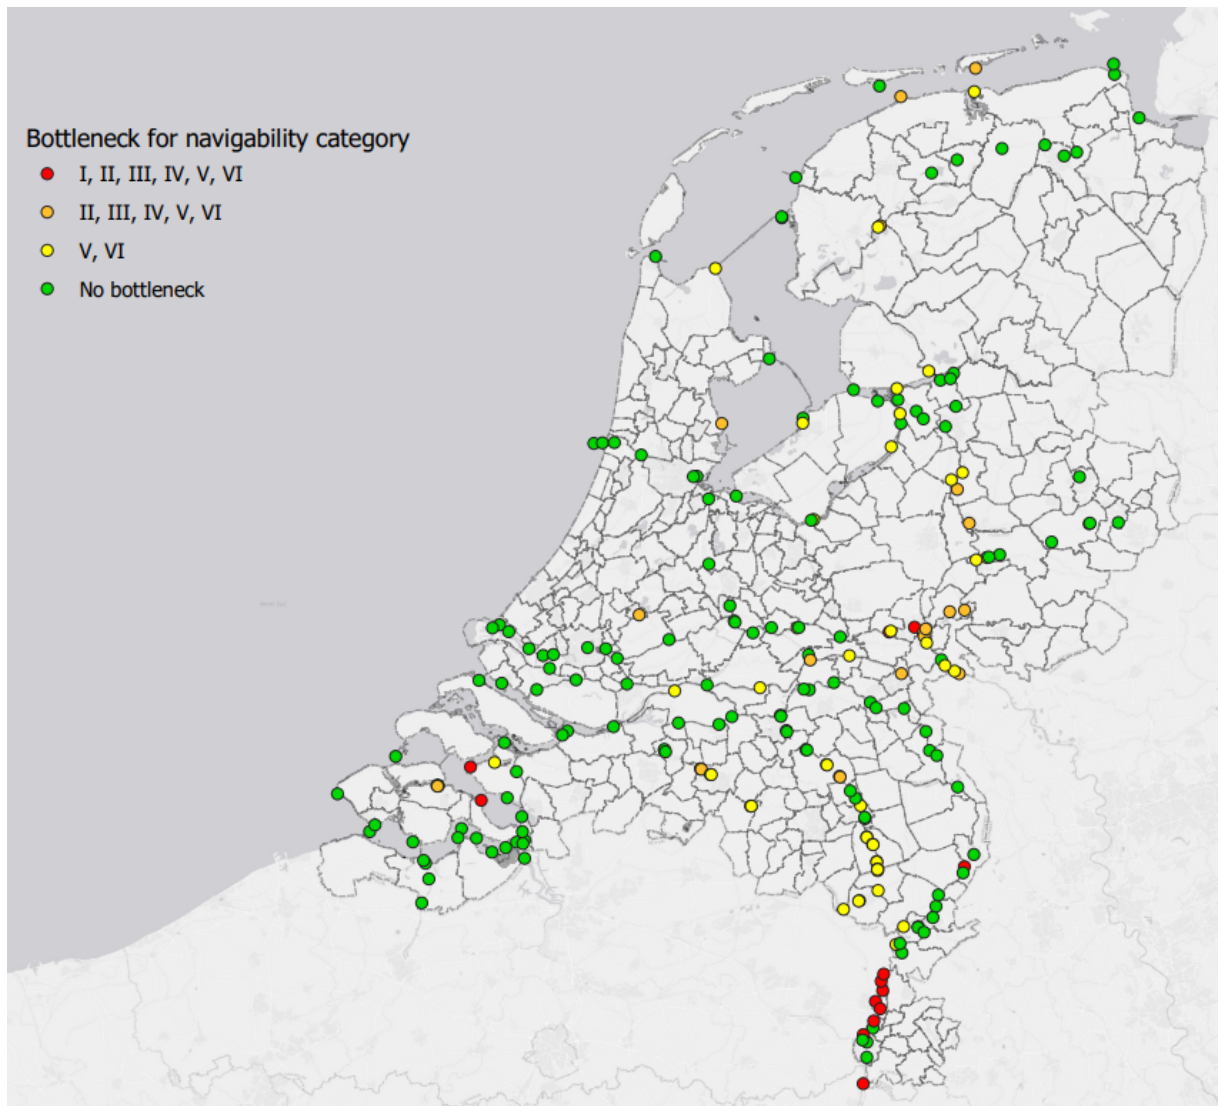 Bottleneck for navigability category
I, II, III, IV, V, VI
II, III, IV, V, VI
V, VI
No bottleneck